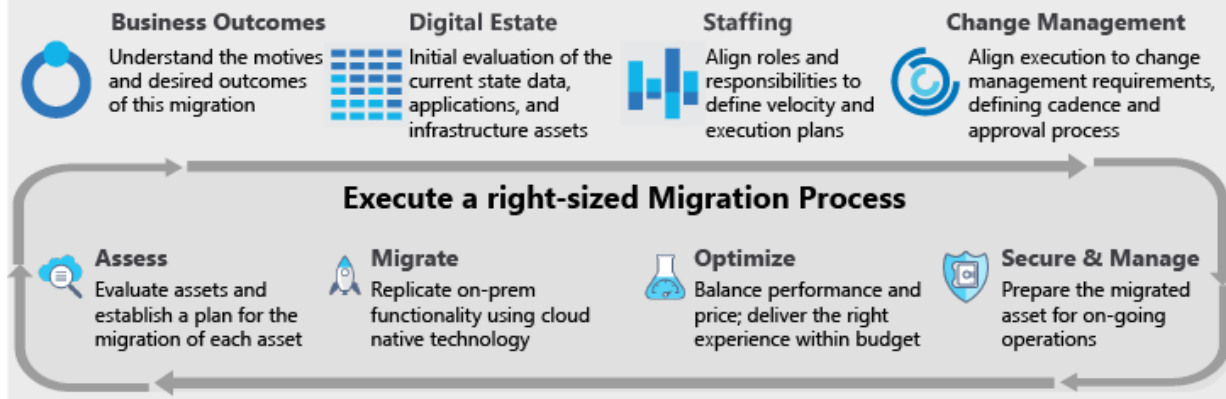 Business Outcomes
Understand the motives
and desired outcomes
of this migration
Digital Estate
Initial evaluation of the
current state data,
applications, and
infrastructure assets
Staffing
Align roles and
responsibilities to
define velocity and
execution plans
Change Management
Align execution to change
management requirements,
defining cadence and
approval process
Execute a right-sized Migration Process
Assess
Evaluate assets and
establish a plan for the
migration of each asset
Migrate
Replicate on-prem
functionality using cloud
native technology
Optimize
Balance performance and
price; deliver the right
experience within budget
Secure & Manage
Prepare the migrated
asset for on-going
operations